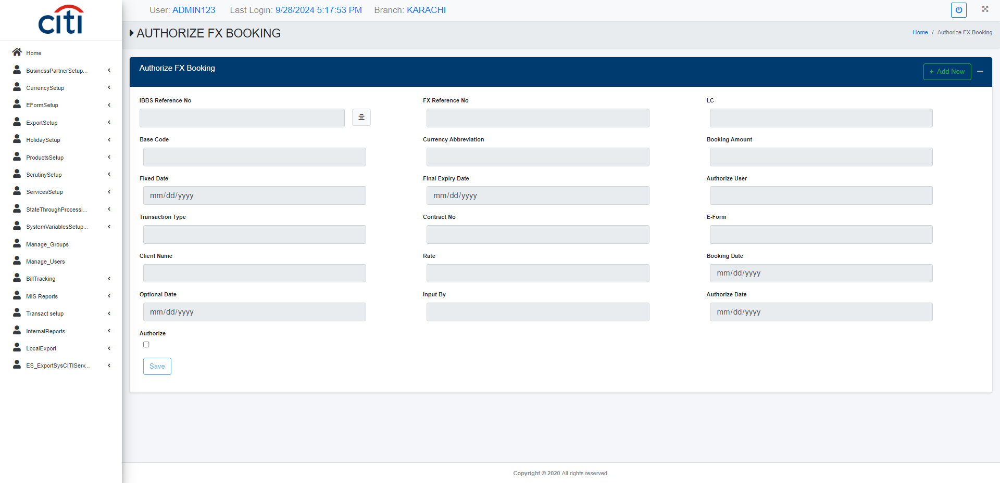 citi
User: ADMIN123 Last Login: 9/28/2024 5:17:53 PM Branch: KARACHI
AUTHORIZE FX BOOKING
Home / Authorize FX Booking
Home
BusinessPartnerSetup...
CurrencySetup
EFormSetup
ExportSetup
HolidaySetup
ProductsSetup
ScrutinySetup
ServicesSetup
StateThroughProcessi...
SystemVariablesSetup...
Manage_Groups
Manage_Users
BillTracking
MIS Reports
Transact setup
InternalReports
LocalExport
ES_ExportSysCITIServ...
Authorize FX Booking
+ Add New
IBBS Reference No FX Reference No LC
Base Code Currency Abbreviation Booking Amount
Fixed Date Final Expiry Date Authorize User
mm/dd/yyyy mm/dd/yyyy
Transaction Type Contract No E-Form
Client Name Rate Booking Date
mm/dd/yyyy
Optional Date Input By Authorize Date
mm/dd/yyyy mm/dd/yyyy
Authorize
Save
Copyright © 2020 All rights reserved.